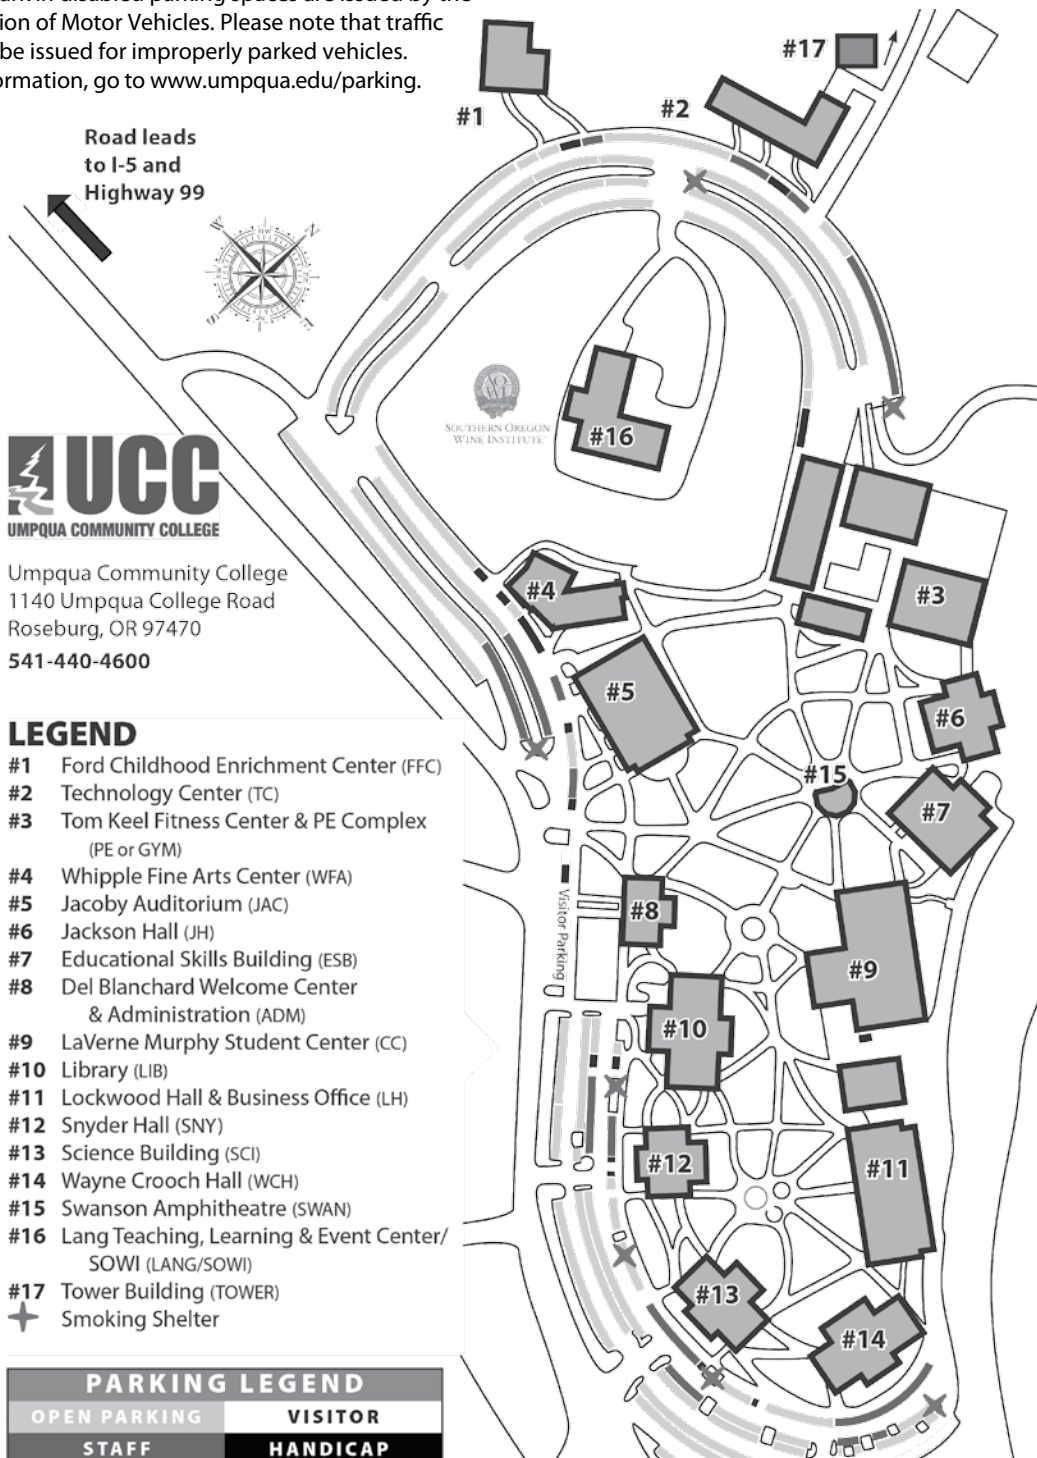 ion of Motor Vehicles. Please note that traffic
be issued for improperly parked vehicles.
ormation, go to www.umpqua.edu/parking.
#17
#1
#2
Road leads
to I-5 and
Highway 99
W
N
S
E
SOUTHERN OREGON
WINE INSTITUTE
#16
UCC
UMPQUA COMMUNITY COLLEGE
Umpqua Community College
1140 Umpqua College Road
Roseburg, OR 97470
541-440-4600
#4
#3
#5
#6
#15
#7
#8
Visitor Parking
#9
#10
#12
#11
#13
#14
LEGEND
#1 Ford Childhood Enrichment Center (FFC)
#2 Technology Center (TC)
#3 Tom Keel Fitness Center & PE Complex
(PE or GYM)
#4 Whipple Fine Arts Center (WFA)
#5 Jacoby Auditorium (JAC)
#6 Jackson Hall (JH)
#7 Educational Skills Building (ESB)
#8 Del Blanchard Welcome Center
& Administration (ADM)
#9 LaVerne Murphy Student Center (CC)
#10 Library (LIB)
#11 Lockwood Hall & Business Office (LH)
#12 Snyder Hall (SNY)
#13 Science Building (SCI)
#14 Wayne Crooch Hall (WCH)
#15 Swanson Amphitheatre (SWAN)
#16 Lang Teaching, Learning & Event Center/
SOWI (LANG/SOWI)
#17 Tower Building (TOWER)
Smoking Shelter
PARKING LEGEND
OPEN PARKING VISITOR
STAFF HANDICAP